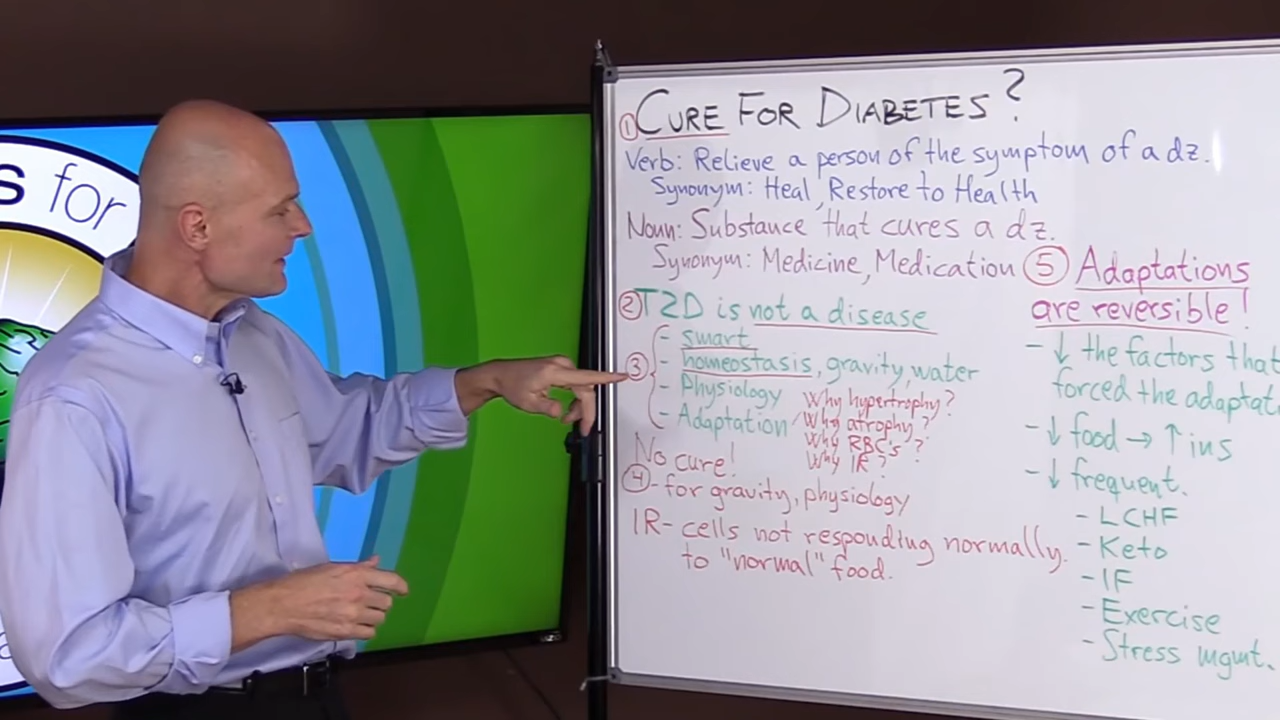 s for
① CURE FOR DIABETES?
Verb: Relieve a person of the symptom of a dz.
Synonym: Heal, Restore to Health
Noun: Substance that cures a dz.
Synonym: Medicine, Medication
② T2D is not a disease
③ - smart
- homeostasis, gravity, water
- Physiology
- Adaptation
Why hypertrophy?
Why atrophy?
Why RBC's?
Why IR?
No cure!
④ - for gravity, physiology
IR - cells not responding normally.
to "normal" food.
⑤ Adaptations
are reversible!
- ↓ the factors that
forced the adaptat
- ↓ food → ↑ ins
- ↓ frequent.
- LCHF
- Keto
- IF
- Exercise
- Stress mgmt.